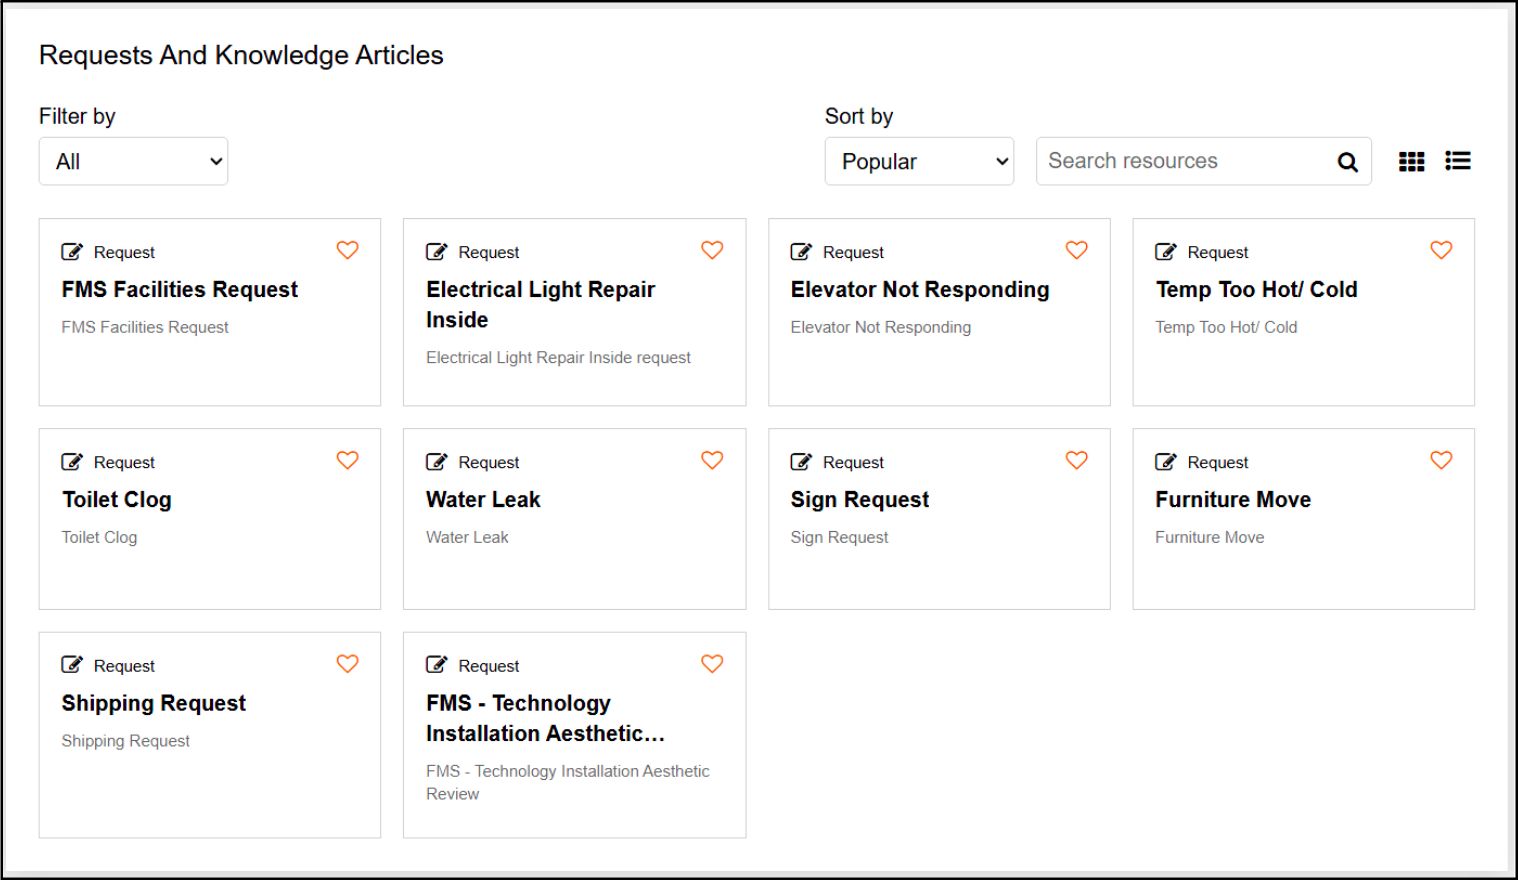 Requests And Knowledge Articles
Filter by
Sort by
All
Popular
Search resources
Request
FMS Facilities Request
FMS Facilities Request
Request
Electrical Light Repair
Inside
Electrical Light Repair Inside request
Request
Elevator Not Responding
Elevator Not Responding
Request
Temp Too Hot/ Cold
Temp Too Hot/ Cold
Request
Toilet Clog
Toilet Clog
Request
Water Leak
Water Leak
Request
Sign Request
Sign Request
Request
Furniture Move
Furniture Move
Request
Shipping Request
Shipping Request
Request
FMS - Technology
Installation Aesthetic...
FMS - Technology Installation Aesthetic
Review